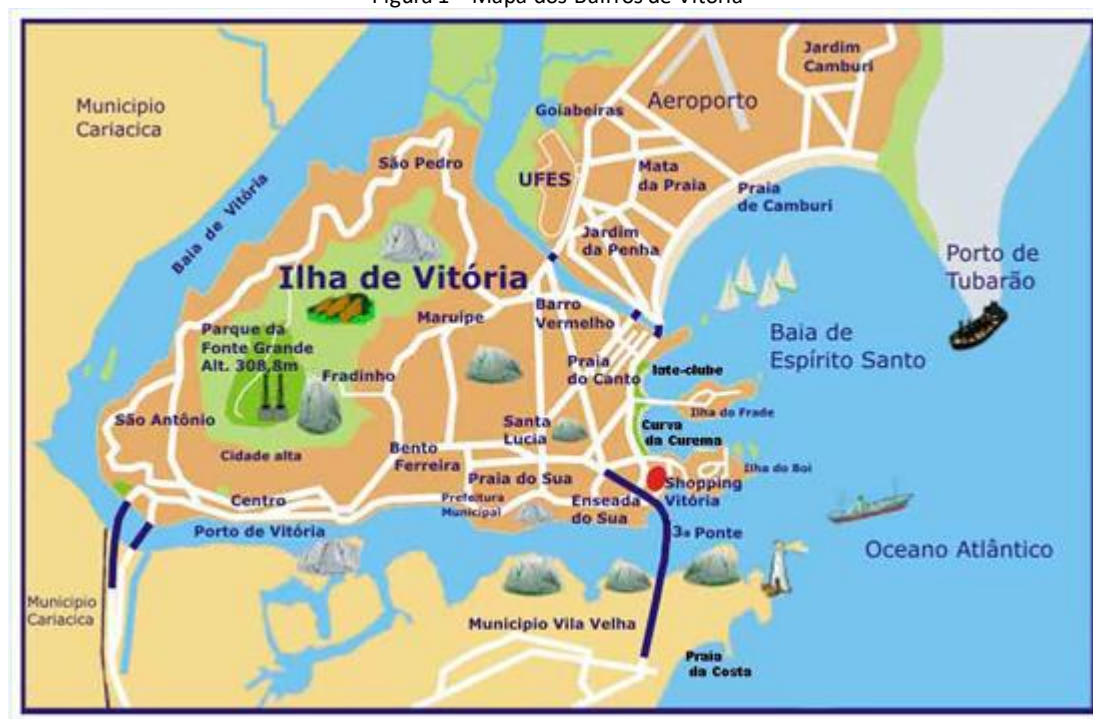 Figura 1 – Mapa dos Bairros de Vitória
Jardim
Camburi
Aeroporto
Municipio
Cariacica
Goiabeiras
São Pedro
Mata
da Praia
UFES
Praia
de Camburi
Baia de Vitória
Jardim
da Penha
Porto de
Tubarão
Ilha de Vitória
Barro
Vermelho
Maruipe
Parque da
Fonte Grande
Alt. 308,8m
Baia de
Espírito Santo
Praia
do Canto
Iate-clube
Fradinho
Ilha do Frade
São Antônio
Santa
Lucia
Curva
da Curema
Cidade alta
Bento
Ferreira
Ilha do Boi
Praia do Sua
Shopping
Vitória
Centro
Prefeitura
Municipal
Enseada
do Sua
Porto de Vitória
3a Ponte
Oceano Atlântico
Municipio
Cariacica
Municipio Vila Velha
Praia
da Costa